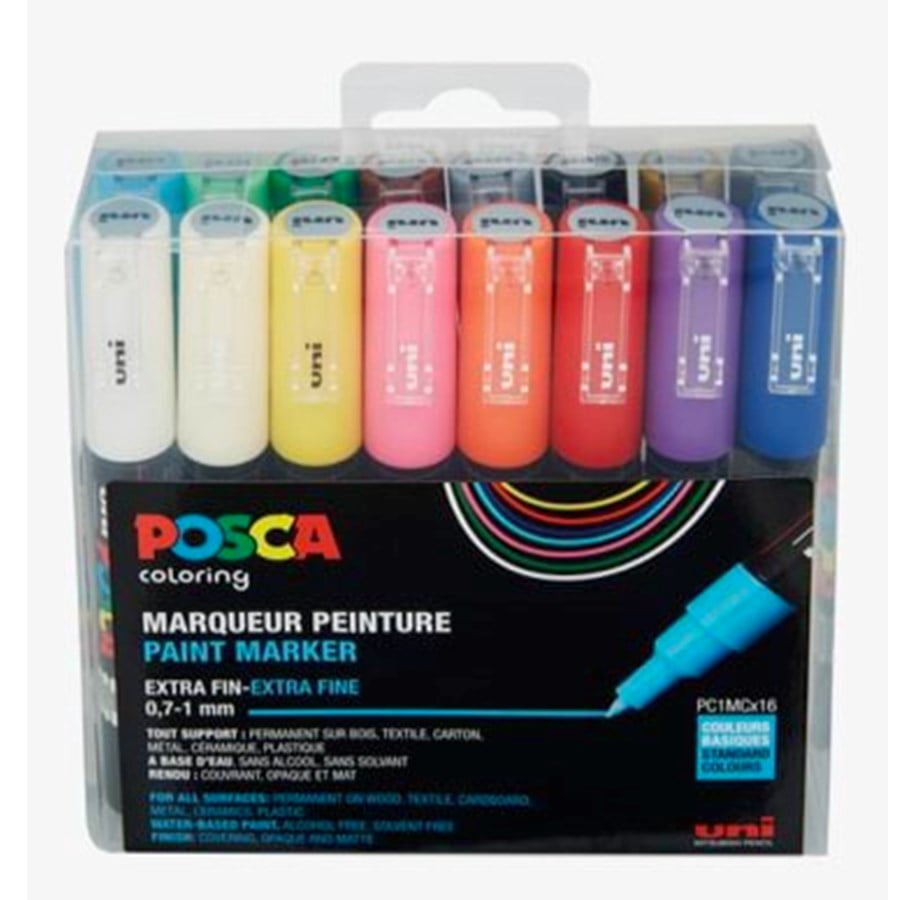 uni
uni
uni
uni
uni
uni
uni
POSCA
coloring
MARQUEUR PEINTURE
PAINT MARKER
EXTRA FIN-EXTRA FINE
0,7-1 mm
PC1MCx16
COULEURS
BASIQUES
STANDARD
COLOURS
TOUT SUPPORT : PERMANENT SUR BOIS, TEXTILE, CARTON,
MÉTAL, CÉRAMIQUE, PLASTIQUE
A BASE D'EAU, SANS ALCOOL, SANS SOLVANT
RENDU : COUVRANT, OPAQUE ET MAT
FOR ALL SURFACES: PERMANENT ON WOOD, TEXTILE, CARDBOARD,
METAL, CERAMICS, PLASTIC
WATER-BASED PAINT, ALCOHOL FREE, SOLVENT FREE
FINISH: COVERING, OPAQUE AND MATTE
uni
MITSUBISHI PENCIL